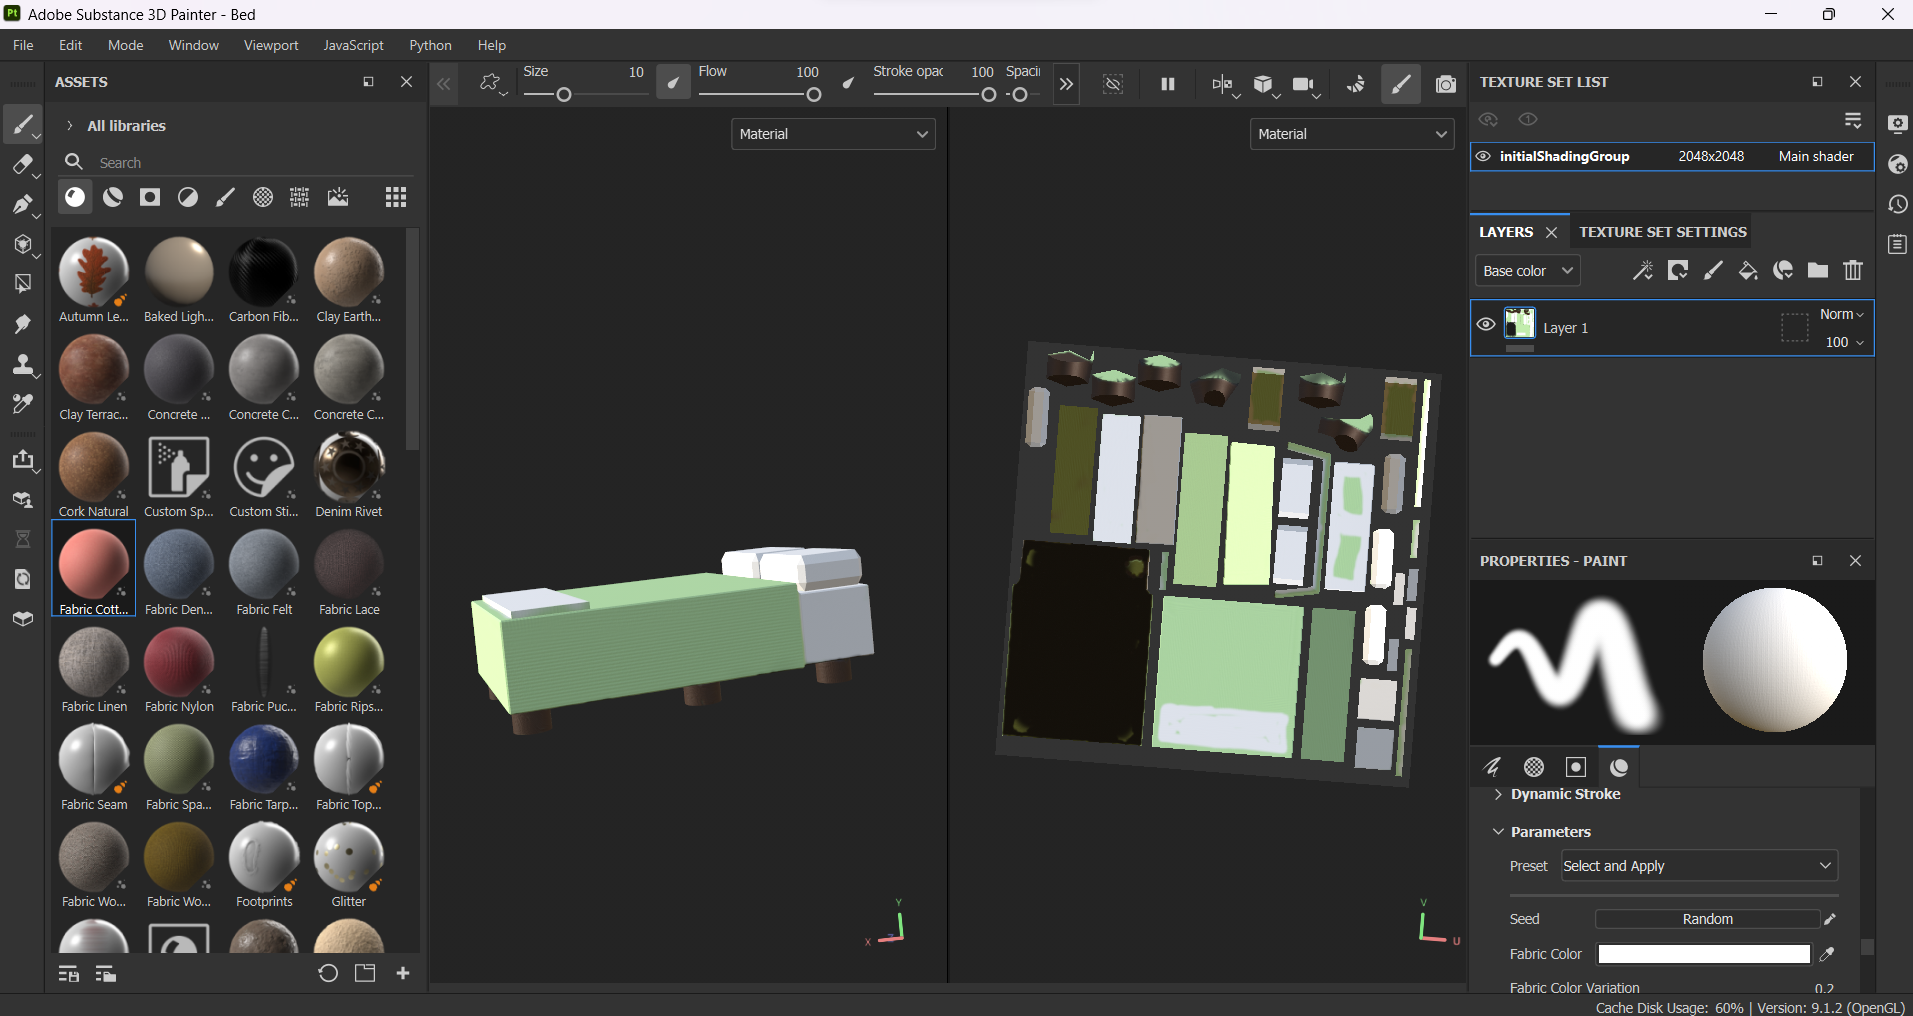 Pt Adobe Substance 3D Painter - Bed
File Edit Mode Window Viewport JavaScript Python Help
ASSETS
All libraries
Search
Autumn Le... Baked Ligh... Carbon Fib... Clay Earth...
Clay Terrac... Concrete ... Concrete C... Concrete C...
Cork Natural Custom Sp... Custom Sti... Denim Rivet
Fabric Cott... Fabric Den... Fabric Felt Fabric Lace
Fabric Linen Fabric Nylon Fabric Puc... Fabric Rips...
Fabric Seam Fabric Spa... Fabric Tarp... Fabric Top...
Fabric Wo... Fabric Wo... Footprints Glitter
Size 10 Flow 100 Stroke opac 100 Spaci
Material Material
Y X Z
V U
TEXTURE SET LIST
initialShadingGroup 2048x2048 Main shader
LAYERS TEXTURE SET SETTINGS
Base color
Norm
Layer 1
100
PROPERTIES - PAINT
Dynamic Stroke
Parameters
Preset Select and Apply
Seed Random
Fabric Color
Fabric Color Variation 0.2
Cache Disk Usage: 60% | Version: 9.1.2 (OpenGL)